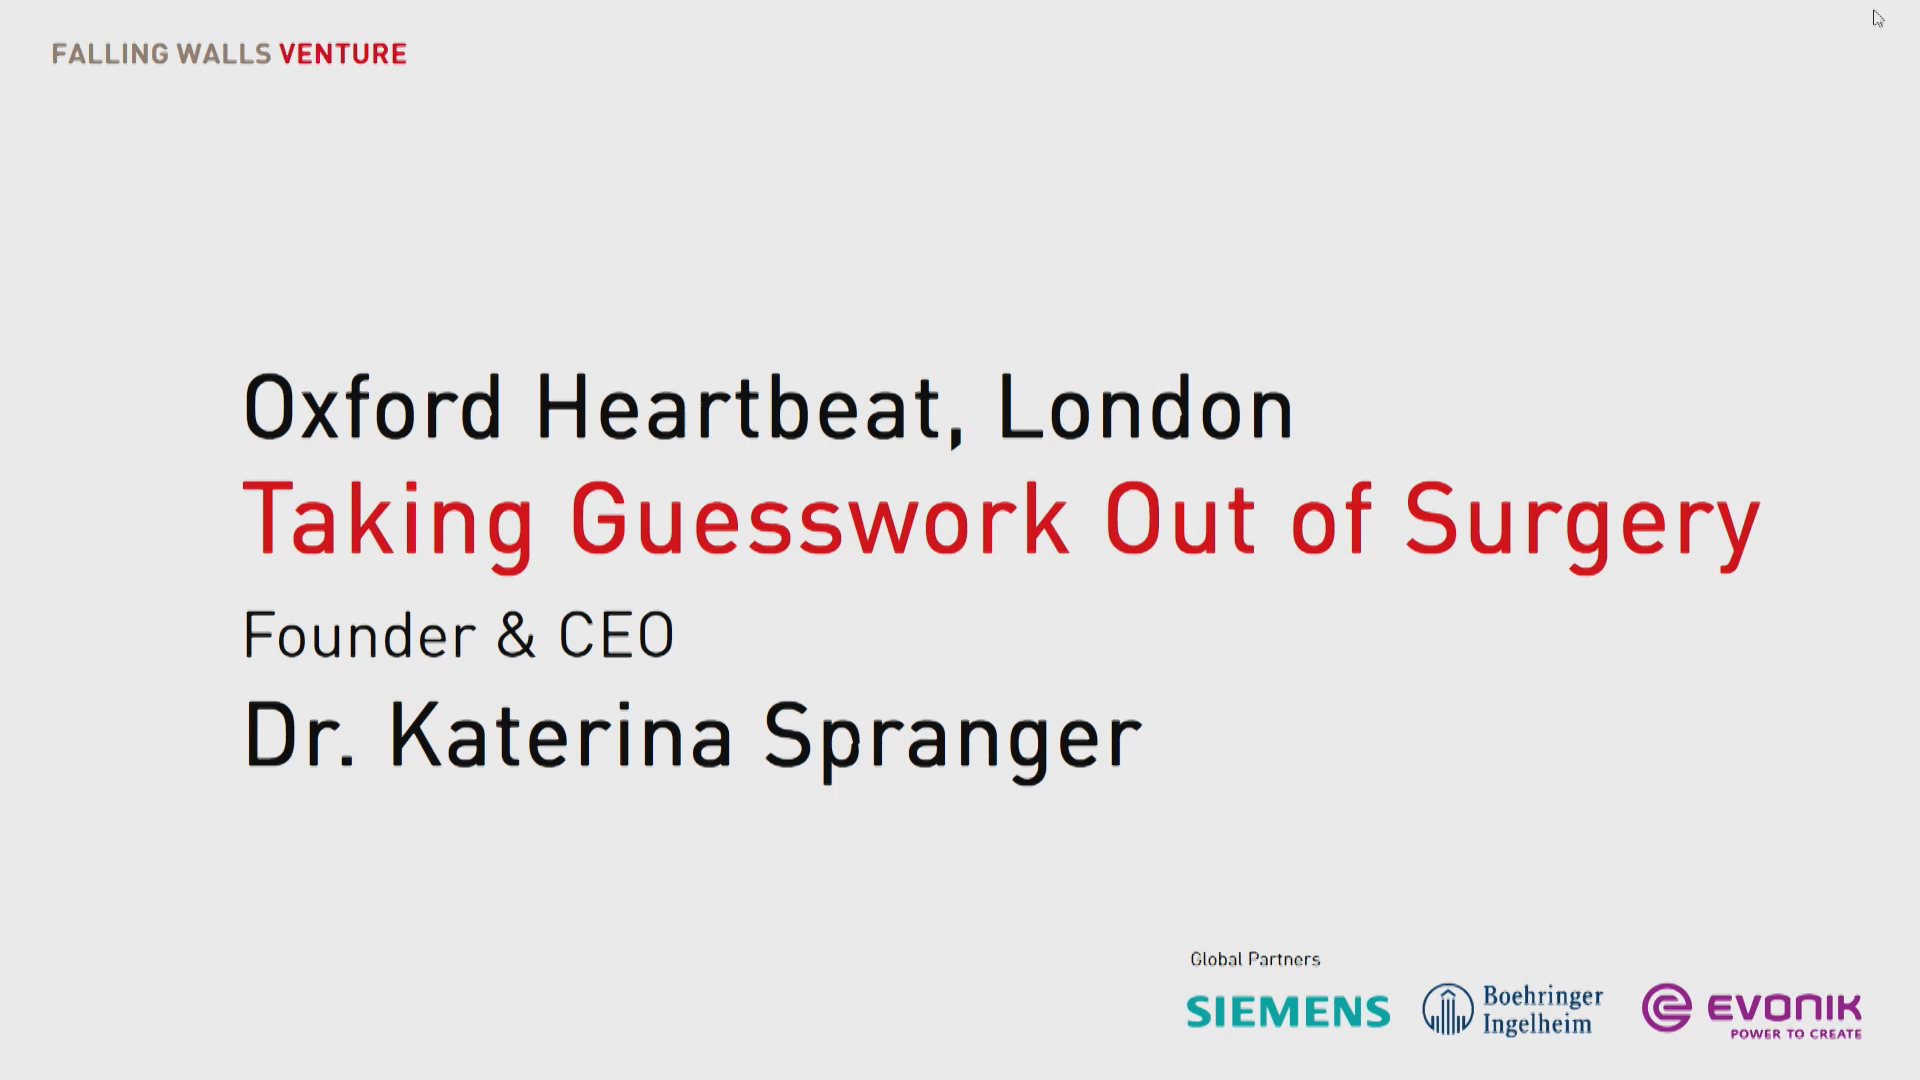 FALLING WALLS VENTURE
Oxford Heartbeat, London
Taking Guesswork Out of Surgery
Founder & CEO
Dr. Katerina Spranger
Global Partners
SIEMENS
Boehringer
Ingelheim
EVONIK
POWER TO CREATE